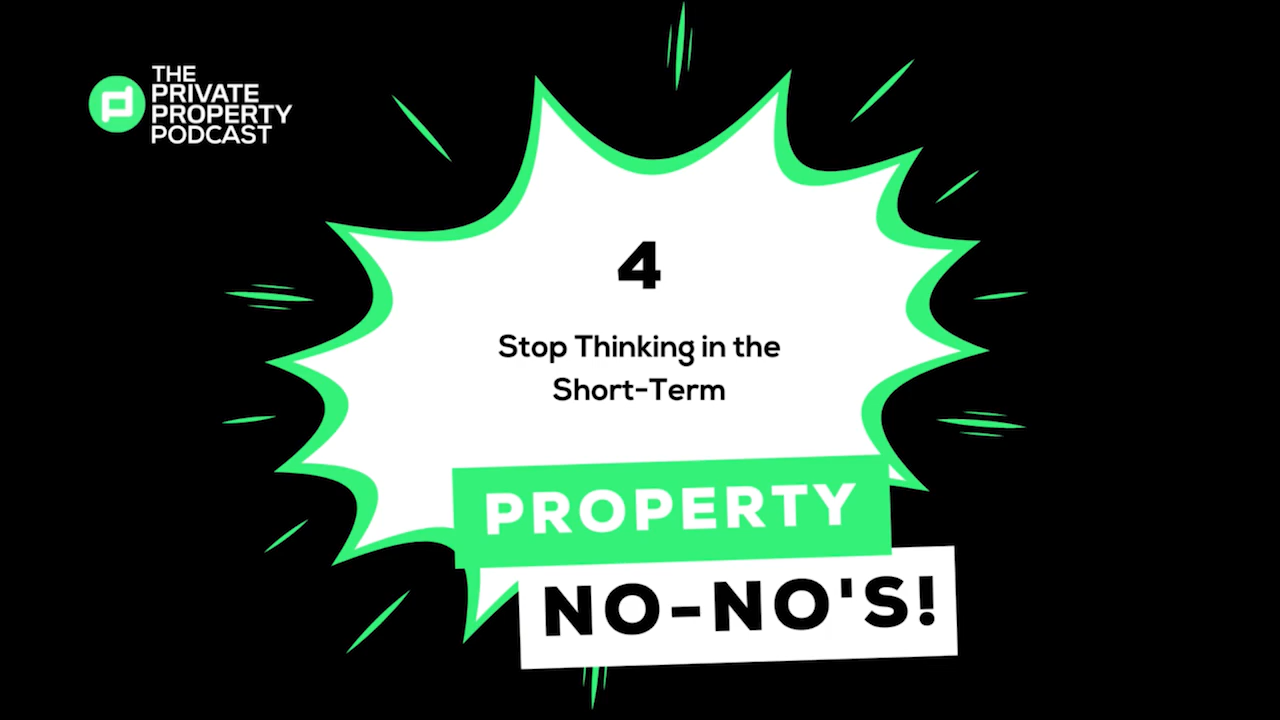 THE
PRIVATE
PROPERTY
PODCAST
4
Stop Thinking in the
Short-Term
PROPERTY
NO-NO'S!